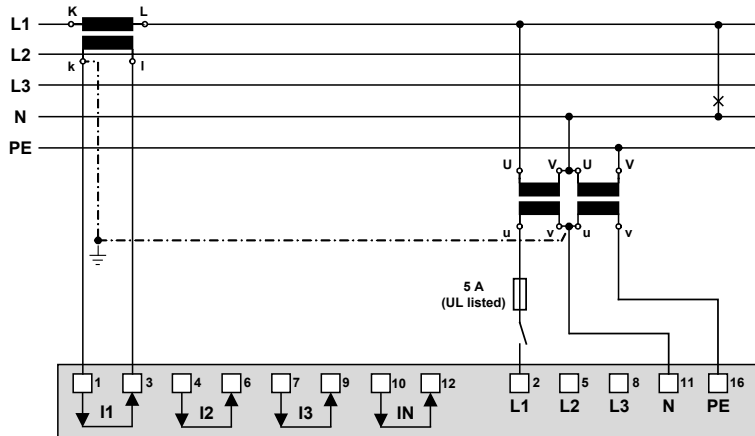 K L
L1
L2
k l
L3
N
PE
U V U V
u v u v
5 A
(UL listed)
1 3 4 6 7 9 10 12 2 5 8 11 16
I1 I2 I3 IN L1 L2 L3 N PE